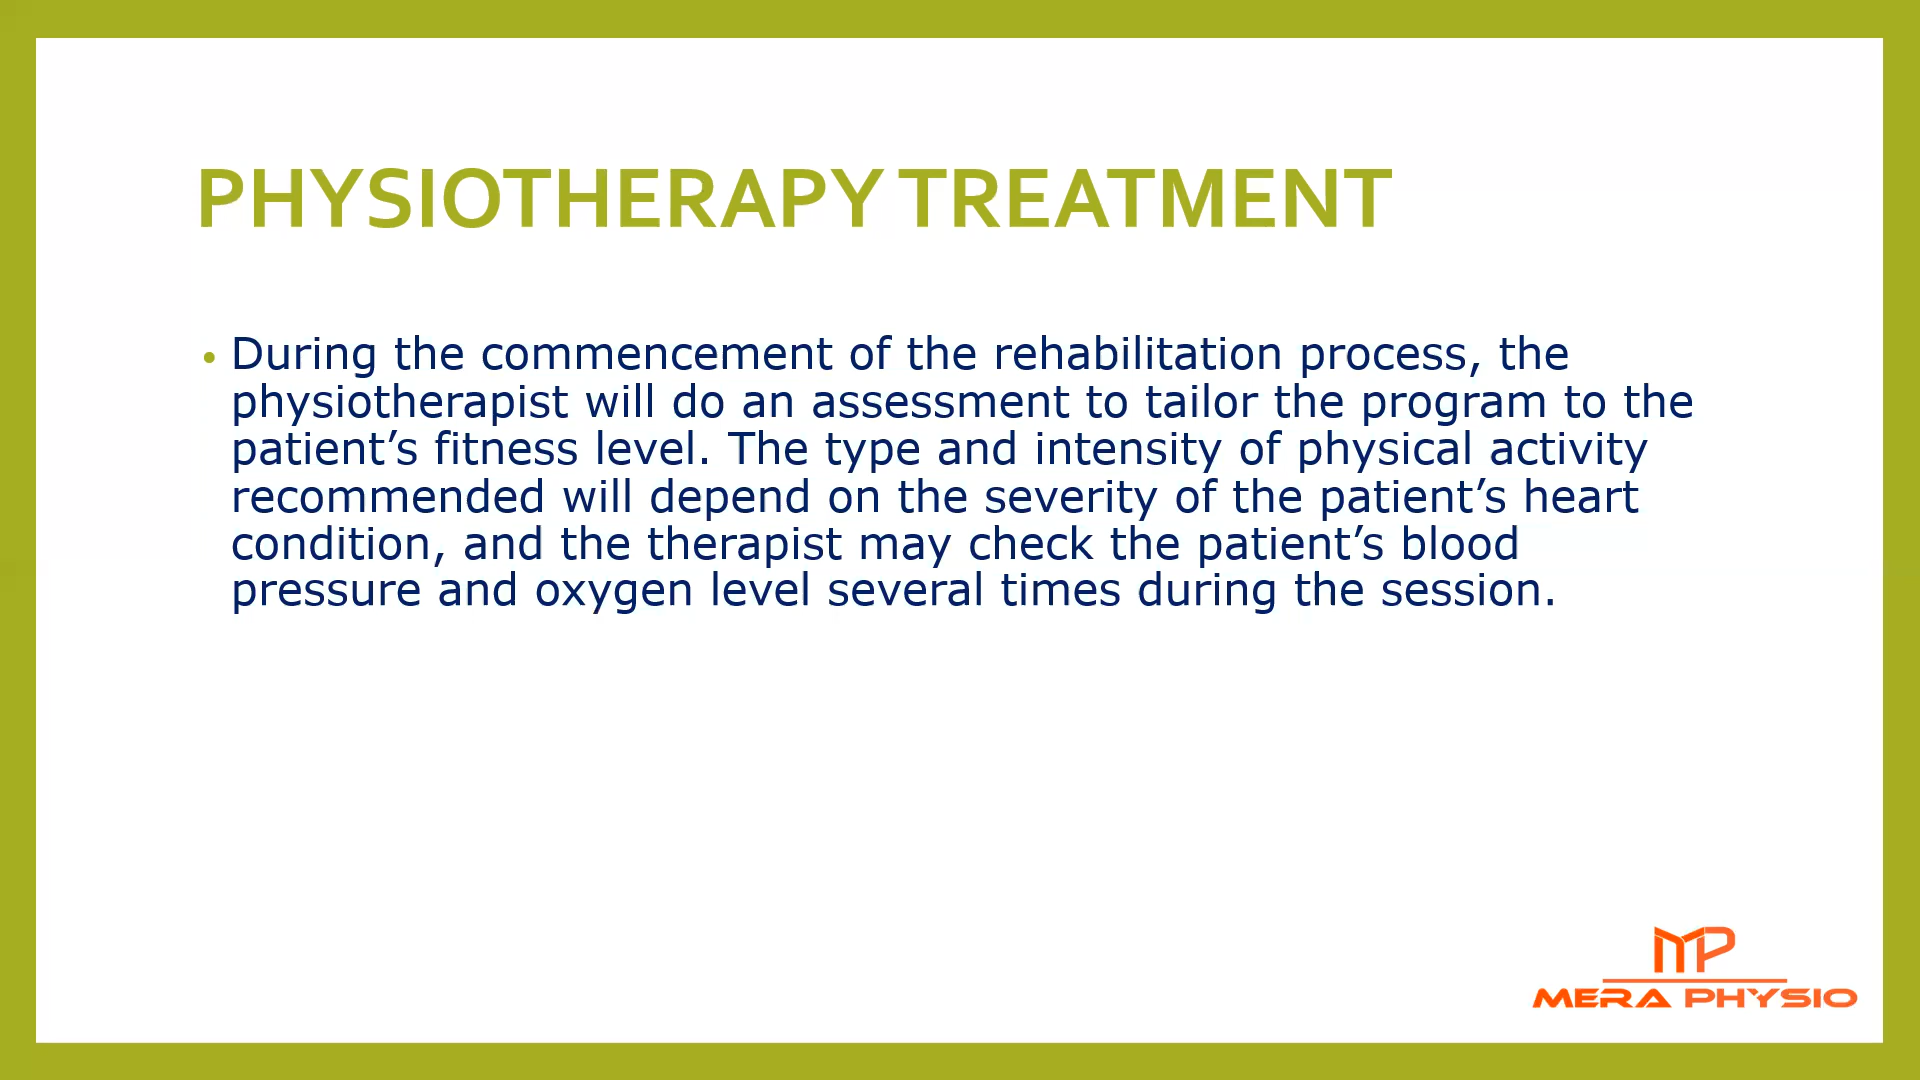 PHYSIOTHERAPY TREATMENT
• During the commencement of the rehabilitation process, the
physiotherapist will do an assessment to tailor the program to the
patient’s fitness level. The type and intensity of physical activity
recommended will depend on the severity of the patient’s heart
condition, and the therapist may check the patient’s blood
pressure and oxygen level several times during the session.
MP
MERA PHYSIO